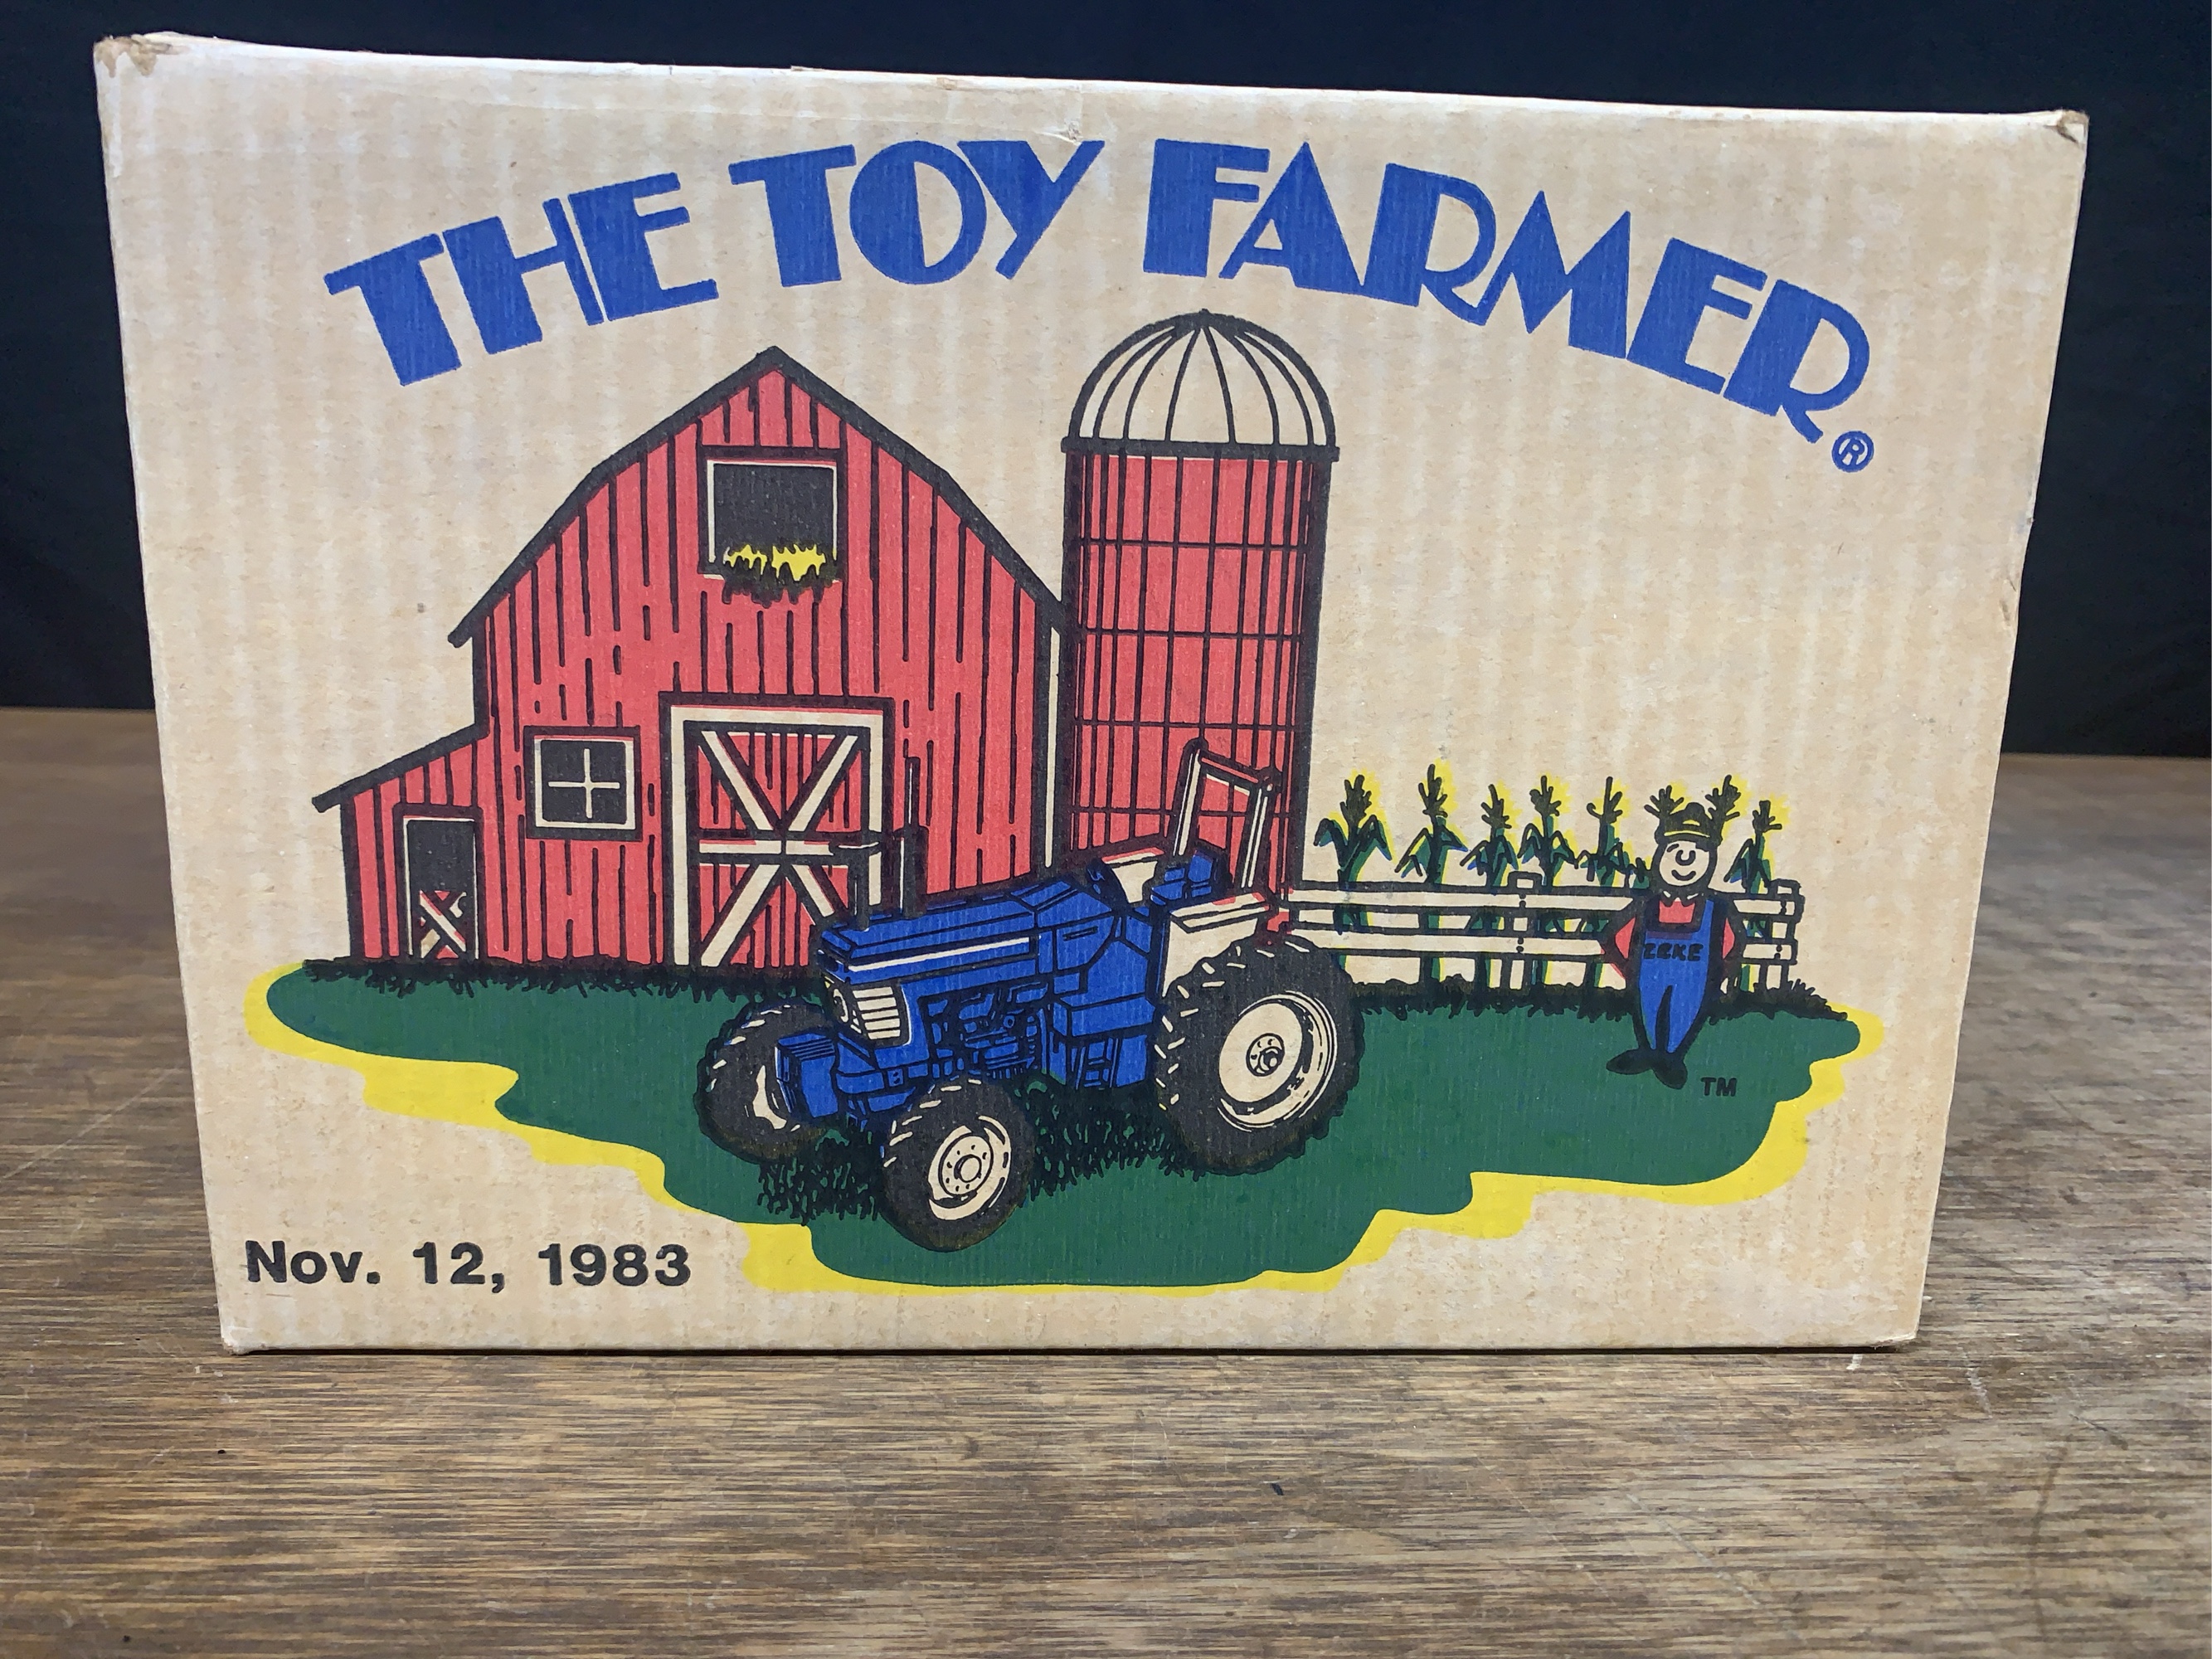 THE TOY FARMER®
ZEKE
TM
Nov. 12, 1983